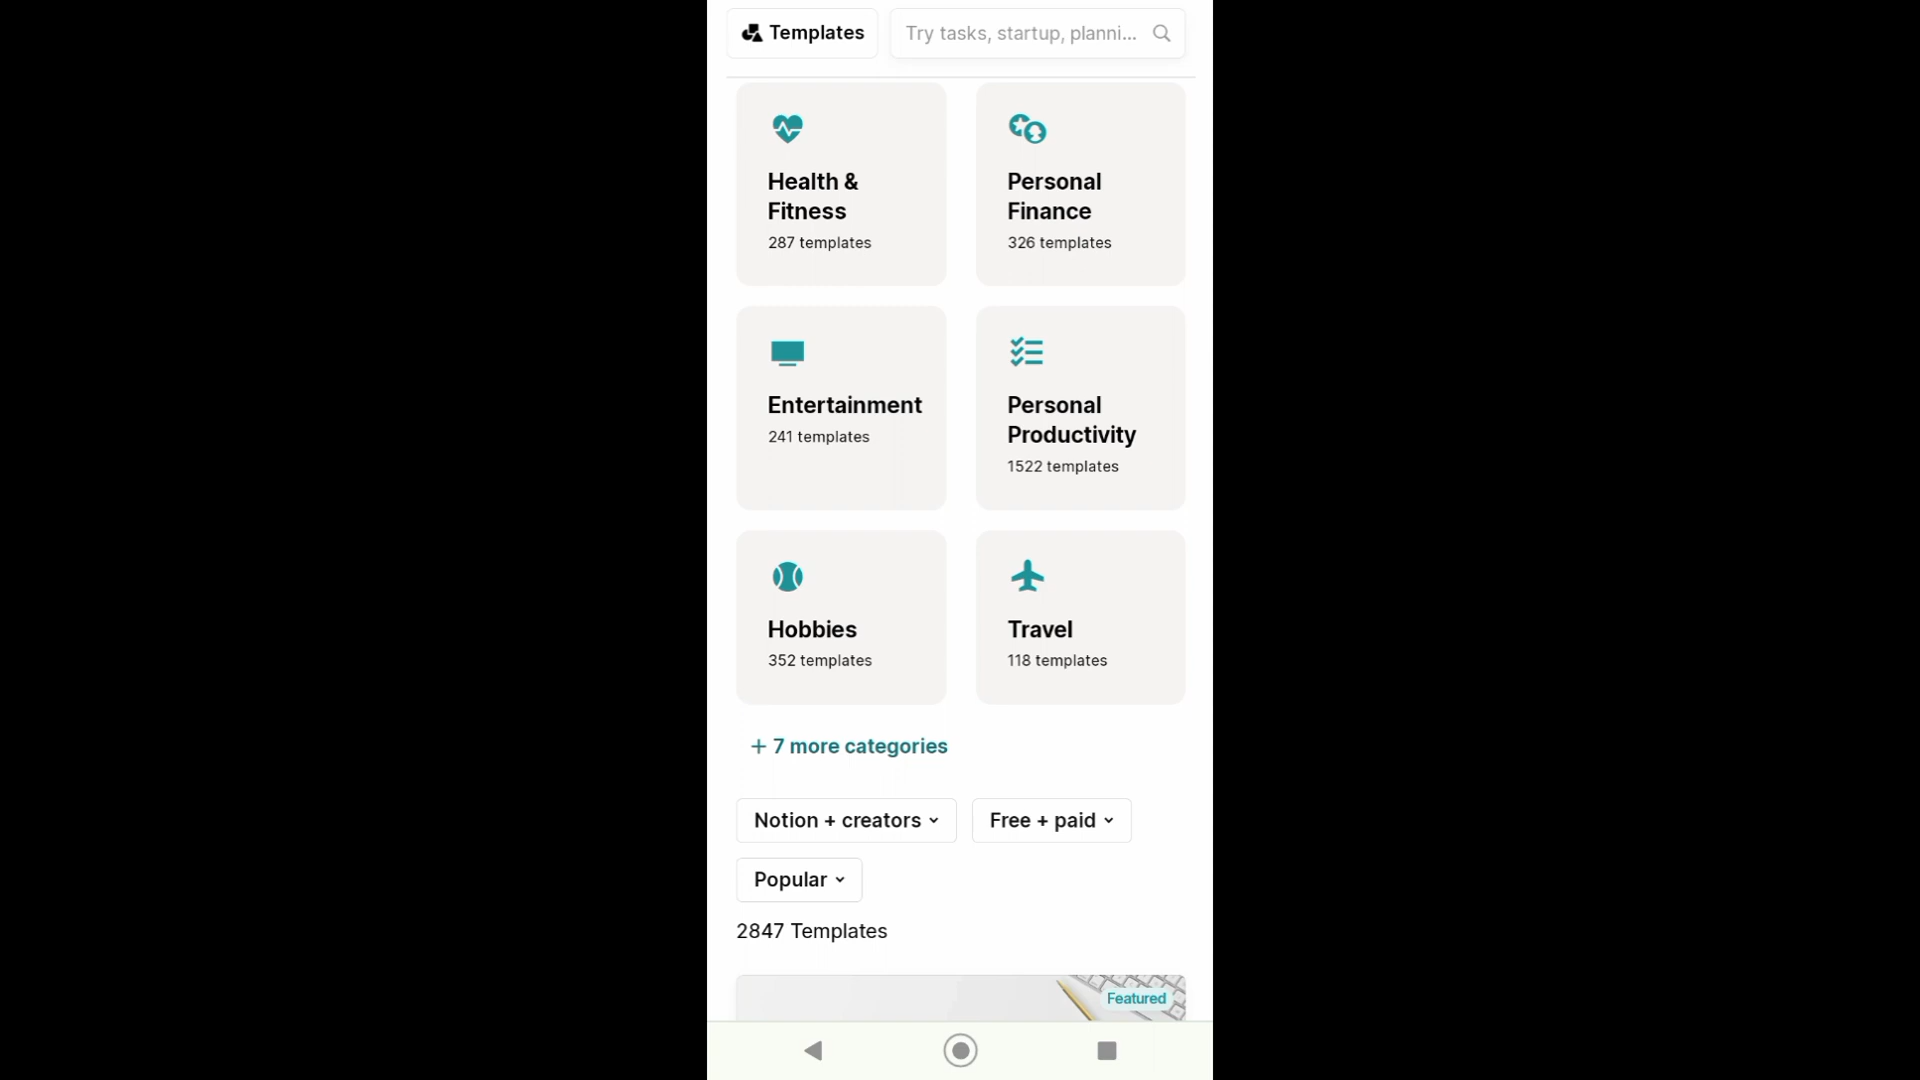 Templates
Try tasks, startup, planni...
Health &
Fitness
287 templates
Personal
Finance
326 templates
Entertainment
241 templates
Personal
Productivity
1522 templates
Hobbies
352 templates
Travel
118 templates
+ 7 more categories
Notion + creators
Free + paid
Popular
2847 Templates
Featured